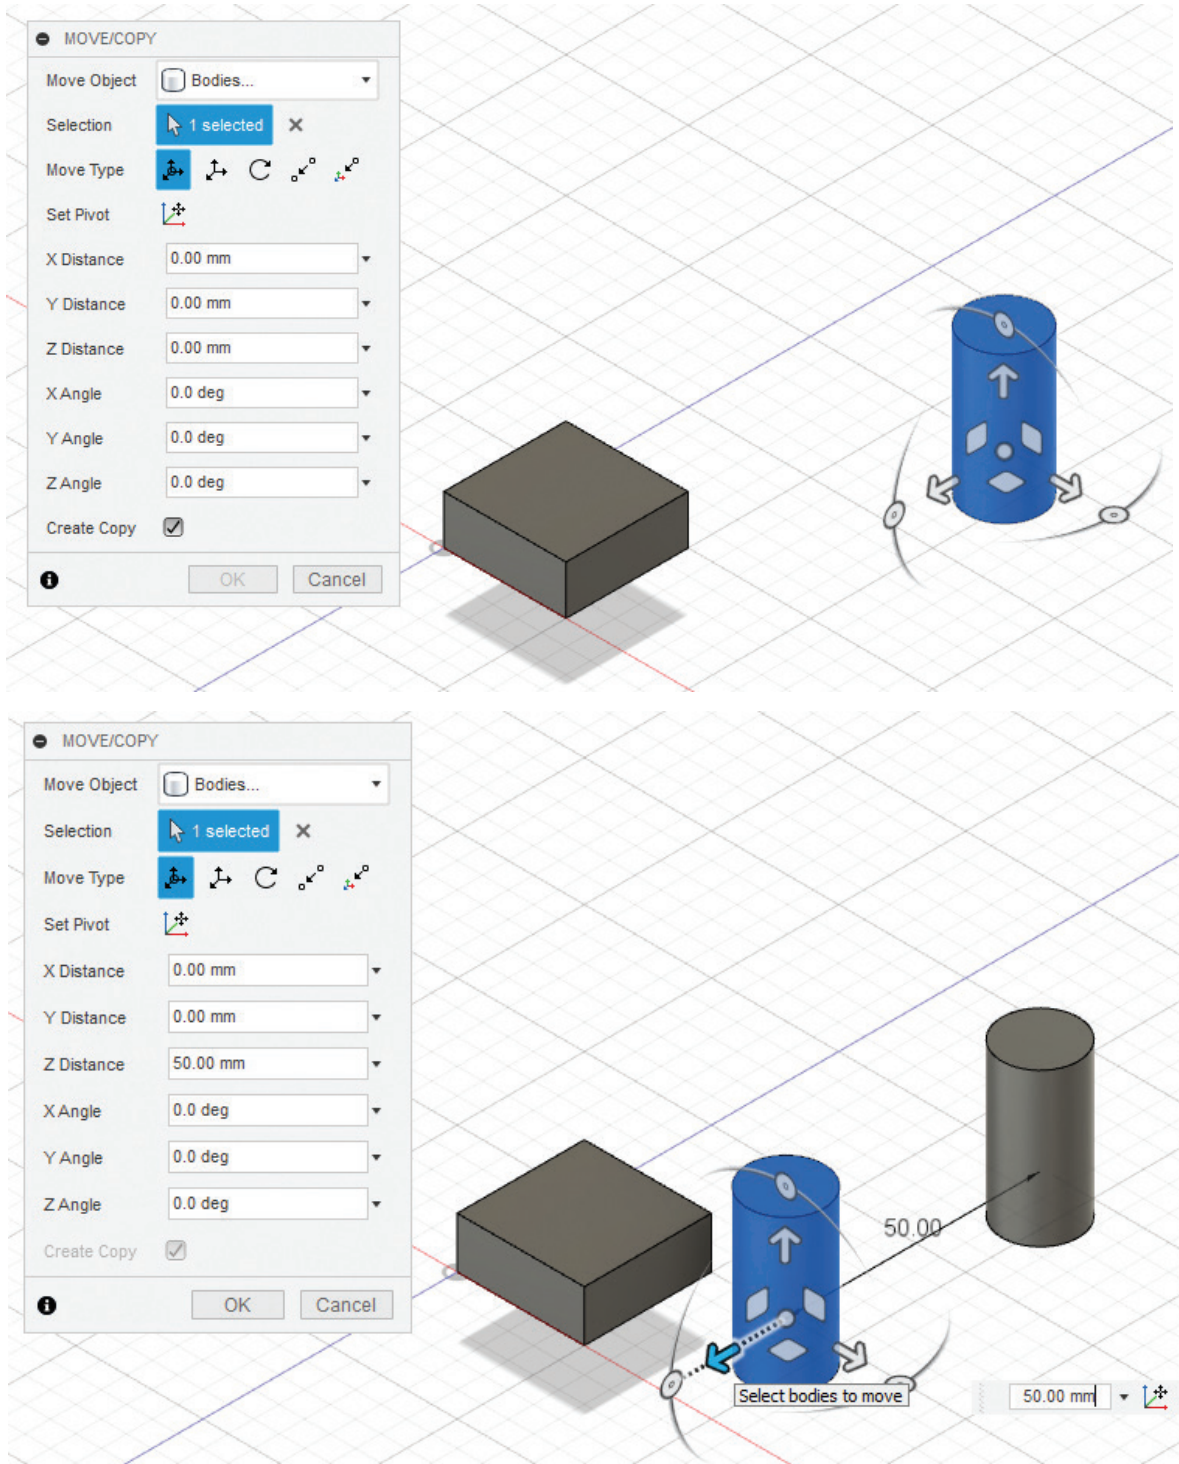 MOVE/COPY
Move Object Bodies...
Selection 1 selected
Move Type
Set Pivot
X Distance 0.00 mm
Y Distance 0.00 mm
Z Distance 0.00 mm
X Angle 0.0 deg
Y Angle 0.0 deg
Z Angle 0.0 deg
Create Copy
OK Cancel
MOVE/COPY
Move Object Bodies...
Selection 1 selected
Move Type
Set Pivot
X Distance 0.00 mm
Y Distance 0.00 mm
Z Distance 50.00 mm
X Angle 0.0 deg
Y Angle 0.0 deg
Z Angle 0.0 deg
Create Copy
OK Cancel
50.00
Select bodies to move
50.00 mm